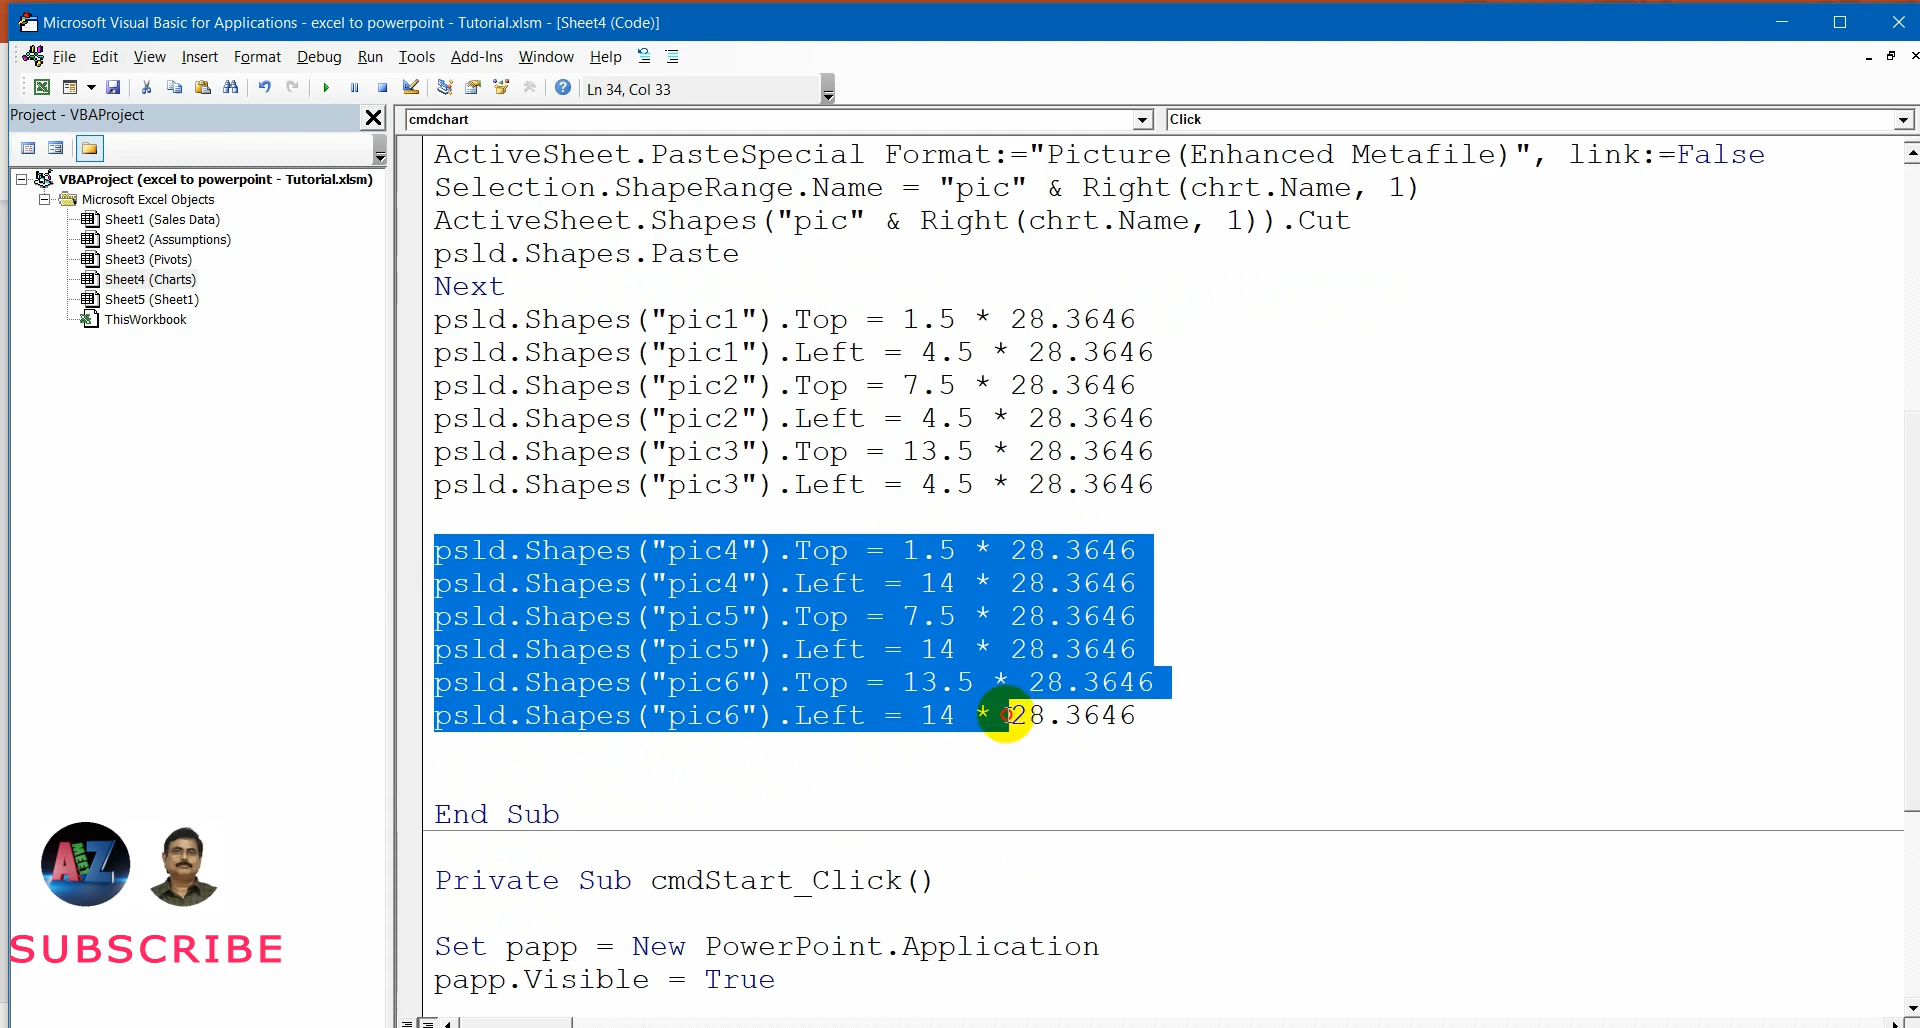 Microsoft Visual Basic for Applications - excel to powerpoint - Tutorial.xlsm - [Sheet4 (Code)]
File Edit View Insert Format Debug Run Tools Add-Ins Window Help
Ln 34, Col 33
Project - VBAProject
cmdchart Click
VBAProject (excel to powerpoint - Tutorial.xlsm)
Microsoft Excel Objects
Sheet1 (Sales Data)
Sheet2 (Assumptions)
Sheet3 (Pivots)
Sheet4 (Charts)
Sheet5 (Sheet1)
ThisWorkbook
ActiveSheet.PasteSpecial Format:="Picture(Enhanced Metafile)", link:=False
Selection.ShapeRange.Name = "pic" & Right(chrt.Name, 1)
ActiveSheet.Shapes("pic" & Right(chrt.Name, 1)).Cut
psld.Shapes.Paste
Next
psld.Shapes("pic1").Top = 1.5 * 28.3646
psld.Shapes("pic1").Left = 4.5 * 28.3646
psld.Shapes("pic2").Top = 7.5 * 28.3646
psld.Shapes("pic2").Left = 4.5 * 28.3646
psld.Shapes("pic3").Top = 13.5 * 28.3646
psld.Shapes("pic3").Left = 4.5 * 28.3646
psld.Shapes("pic4").Top = 1.5 * 28.3646
psld.Shapes("pic4").Left = 14 * 28.3646
psld.Shapes("pic5").Top = 7.5 * 28.3646
psld.Shapes("pic5").Left = 14 * 28.3646
psld.Shapes("pic6").Top = 13.5 * 28.3646
psld.Shapes("pic6").Left = 14 * 28.3646
End Sub
Private Sub cmdStart_Click()
Set papp = New PowerPoint.Application
papp.Visible = True
A MEET Z
SUBSCRIBE